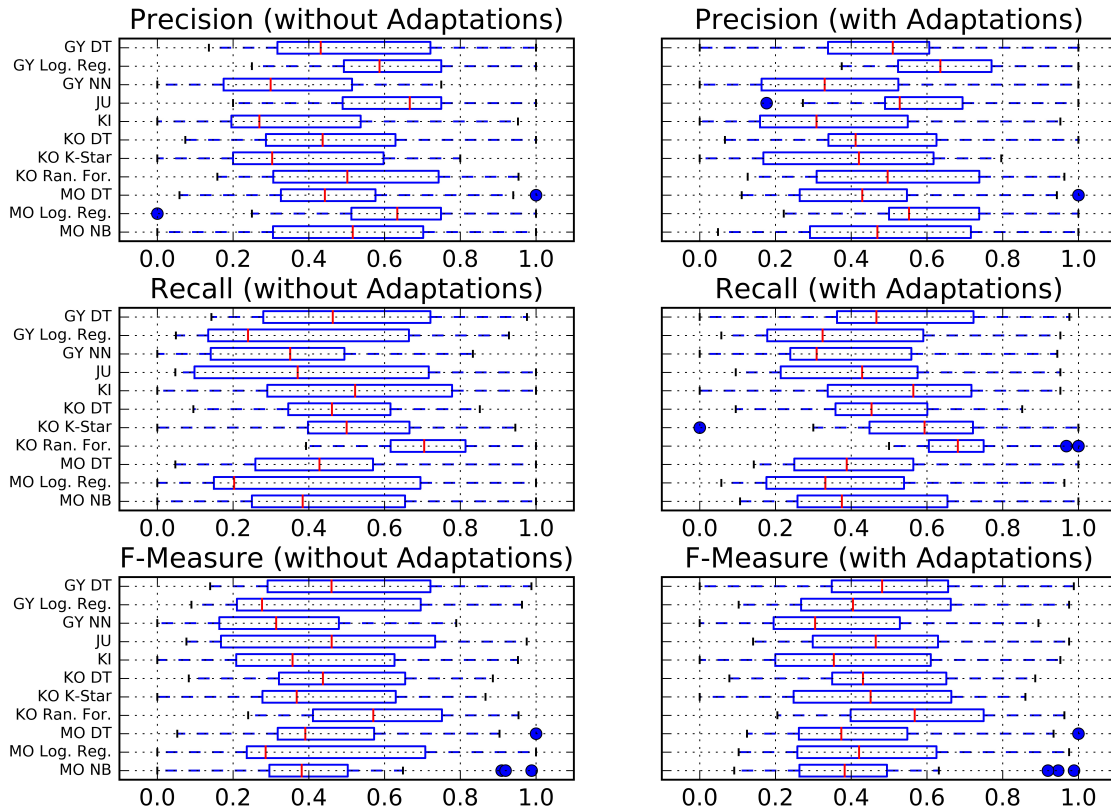 Precision (without Adaptations)
GY DT
GY Log. Reg.
GY NN
JU
KI
KO DT
KO K-Star
KO Ran. For.
MO DT
MO Log. Reg.
MO NB
0.0 0.2 0.4 0.6 0.8 1.0
Precision (with Adaptations)
0.0 0.2 0.4 0.6 0.8 1.0
Recall (without Adaptations)
GY DT
GY Log. Reg.
GY NN
JU
KI
KO DT
KO K-Star
KO Ran. For.
MO DT
MO Log. Reg.
MO NB
0.0 0.2 0.4 0.6 0.8 1.0
Recall (with Adaptations)
0.0 0.2 0.4 0.6 0.8 1.0
F-Measure (without Adaptations)
GY DT
GY Log. Reg.
GY NN
JU
KI
KO DT
KO K-Star
KO Ran. For.
MO DT
MO Log. Reg.
MO NB
0.0 0.2 0.4 0.6 0.8 1.0
F-Measure (with Adaptations)
0.0 0.2 0.4 0.6 0.8 1.0